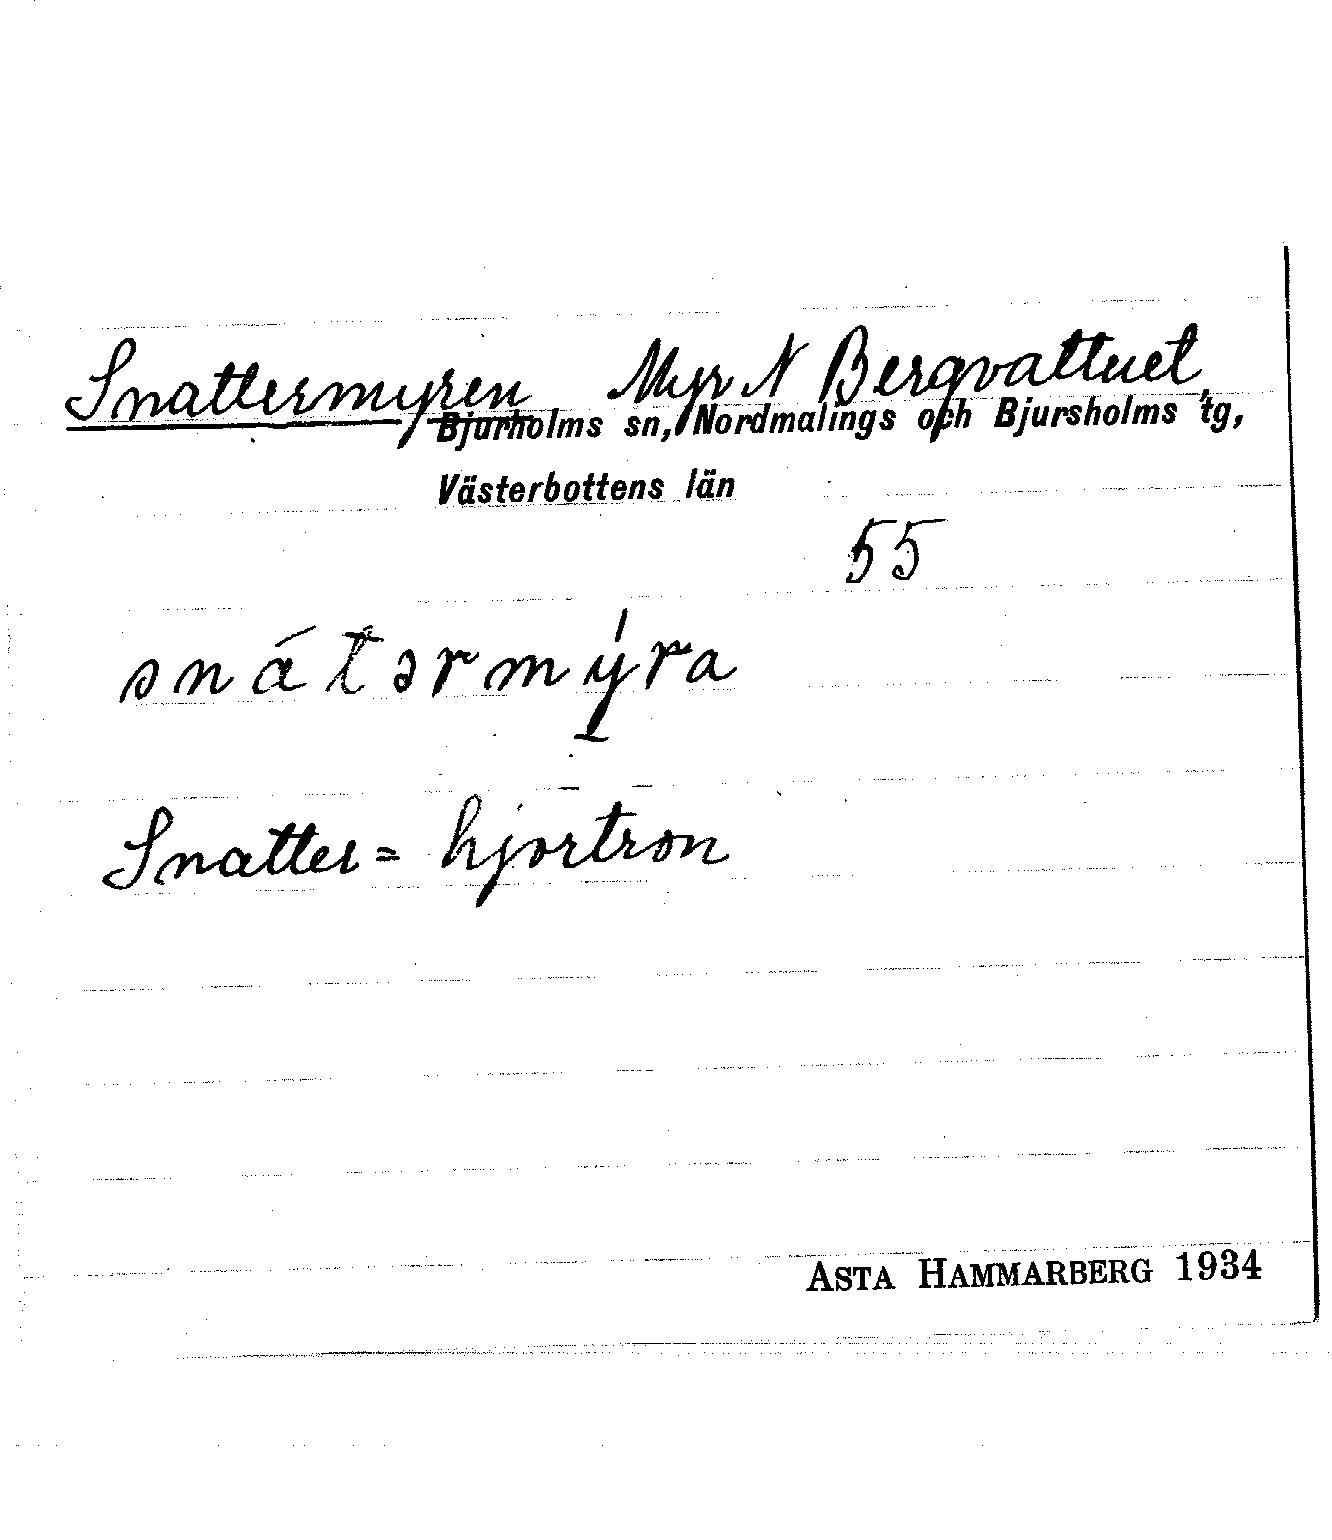 Snattermyren Myr N Bergvattnet
Bjurholms sn, Nordmalings och Bjursholms tg,
Västerbottens län
55
snátərmýra
Snatter = hjortron
ASTA HAMMARBERG 1934